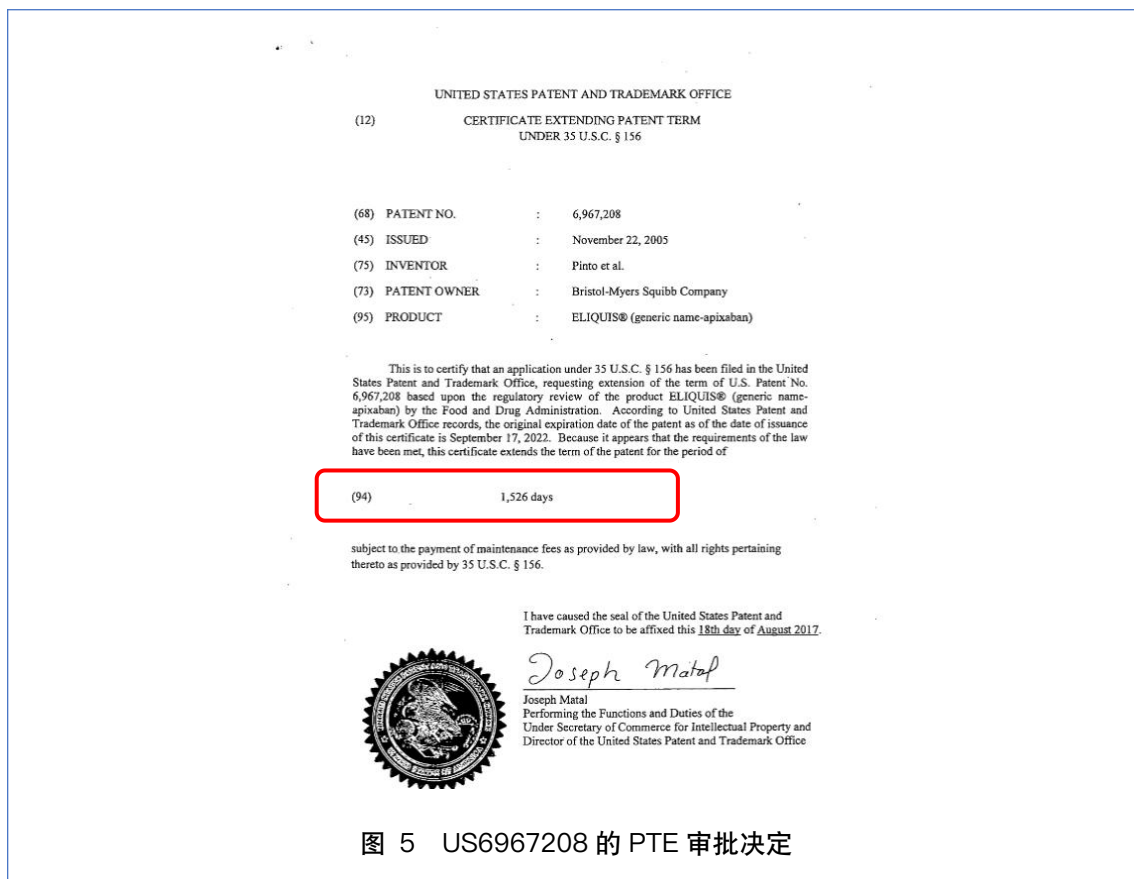 UNITED STATES PATENT AND TRADEMARK OFFICE
(12) CERTIFICATE EXTENDING PATENT TERM
UNDER 35 U.S.C. § 156
(68) PATENT NO. : 6,967,208
(45) ISSUED : November 22, 2005
(75) INVENTOR : Pinto et al.
(73) PATENT OWNER : Bristol-Myers Squibb Company
(95) PRODUCT : ELIQUIS® (generic name-apixaban)
This is to certify that an application under 35 U.S.C. § 156 has been filed in the United
States Patent and Trademark Office, requesting extension of the term of U.S. Patent No.
6,967,208 based upon the regulatory review of the product ELIQUIS® (generic name-
apixaban) by the Food and Drug Administration. According to United States Patent and
Trademark Office records, the original expiration date of the patent as of the date of issuance
of this certificate is September 17, 2022. Because it appears that the requirements of the law
have been met, this certificate extends the term of the patent for the period of
(94) 1,526 days
subject to the payment of maintenance fees as provided by law, with all rights pertaining
thereto as provided by 35 U.S.C. § 156.
I have caused the seal of the United States Patent and
Trademark Office to be affixed this 18th day of August 2017.
Joseph Matal
Joseph Matal
Performing the Functions and Duties of the
Under Secretary of Commerce for Intellectual Property and
Director of the United States Patent and Trademark Office
图 5 US6967208 的 PTE 审批决定